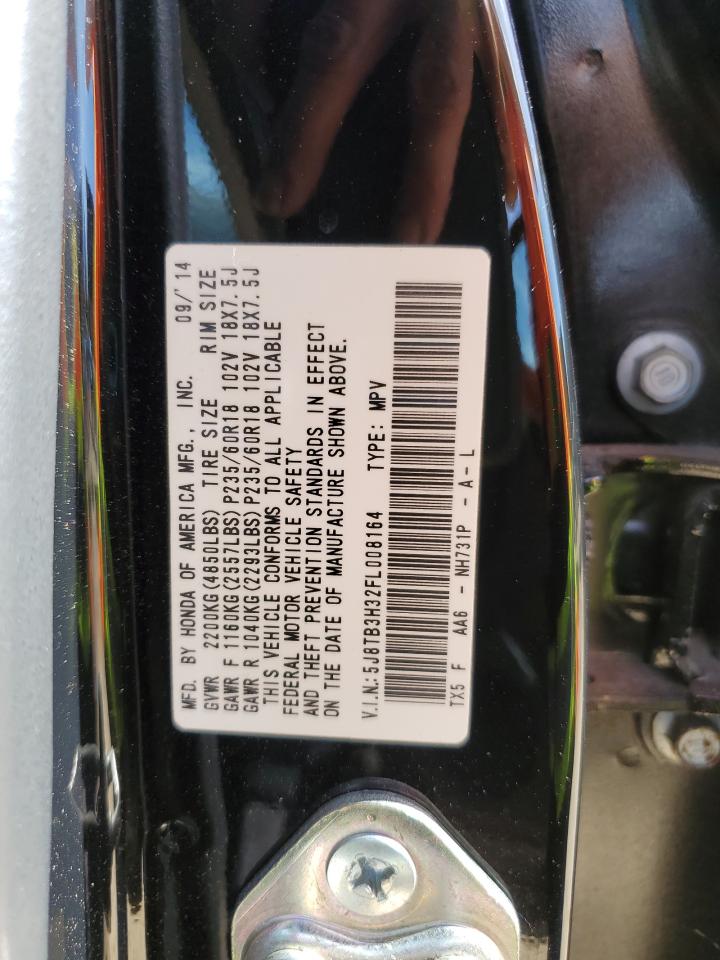 MFD. BY HONDA OF AMERICA MFG., INC. 09/'14
GVWR 2200KG(4850LBS) TIRE SIZE RIM SIZE
GAWR F 1160KG(2557LBS) P235/60R18 102V 18X7.5J
GAWR R 1040KG(2293LBS) P235/60R18 102V 18X7.5J
THIS VEHICLE CONFORMS TO ALL APPLICABLE
FEDERAL MOTOR VEHICLE SAFETY
AND THEFT PREVENTION STANDARDS IN EFFECT
ON THE DATE OF MANUFACTURE SHOWN ABOVE.
V.I.N.: 5J8TB3H32FL008164 TYPE: MPV
TX5 F AA6 - NH731P - A - L